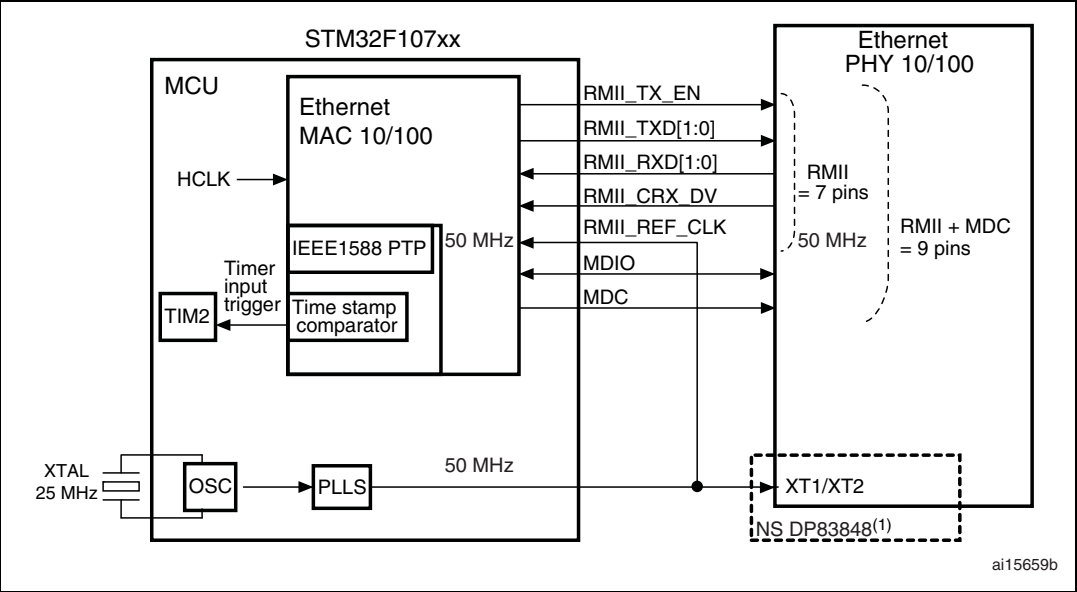 STM32F107xx
Ethernet
PHY 10/100
MCU
Ethernet
MAC 10/100
HCLK
RMII_TX_EN
RMII_TXD[1:0]
RMII_RXD[1:0]
RMII_CRX_DV
RMII_REF_CLK
MDIO
MDC
RMII
= 7 pins
50 MHz
RMII + MDC
= 9 pins
IEEE1588 PTP
50 MHz
Timer
input
trigger
TIM2
Time stamp
comparator
XTAL
25 MHz
OSC
PLLS
50 MHz
XT1/XT2
NS DP83848(1)
ai15659b